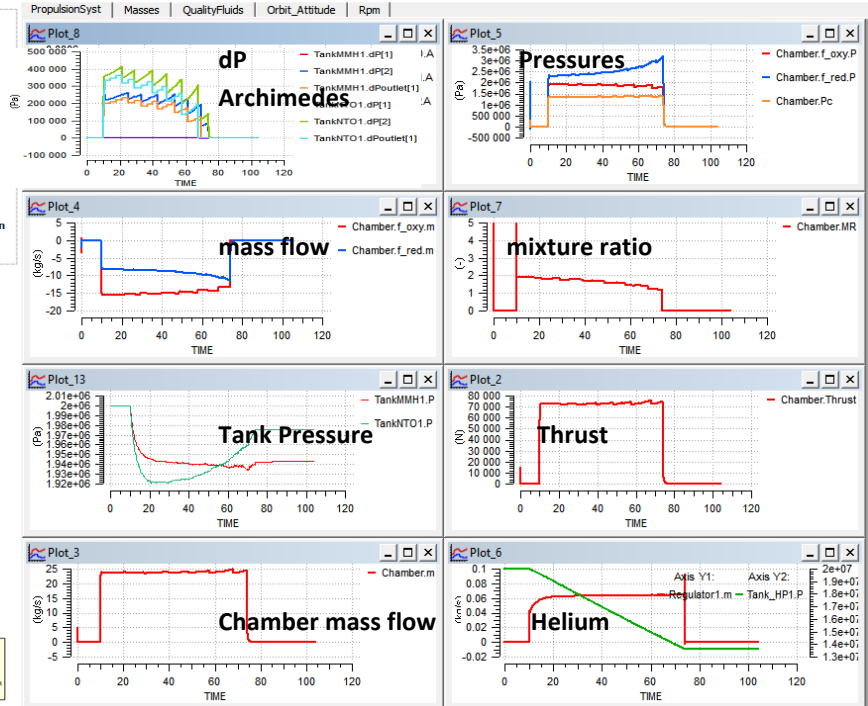 PropulsionSyst Masses QualityFluids Orbit_Attitude Rpm
Plot_8
dP
Archimedes
(Pa)
500 000
400 000
300 000
200 000
100 000
0
-100 000
0 20 40 60 80 100 120
TIME
TankMMH1.dP[1]
TankMMH1.dP[2]
TankMMH1.dPoutlet[1]
TankNTO1.dP[1]
TankNTO1.dP[2]
TankNTO1.dPoutlet[1]
Plot_5
Pressures
(Pa)
3.5e+06
3e+06
2.5e+06
2e+06
1.5e+06
1e+06
500 000
0
-500 000
0 20 40 60 80 100 120
TIME
Chamber.f_oxy.P
Chamber.f_red.P
Chamber.Pc
Plot_4
mass flow
(kg/s)
5
0
-5
-10
-15
-20
0 20 40 60 80 100 120
TIME
Chamber.f_oxy.m
Chamber.f_red.m
Plot_7
mixture ratio
(-)
5
4
3
2
1
0
0 20 40 60 80 100 120
TIME
Chamber.MR
Plot_13
Tank Pressure
(Pa)
2.01e+06
2e+06
1.99e+06
1.98e+06
1.97e+06
1.96e+06
1.95e+06
1.94e+06
1.93e+06
1.92e+06
0 20 40 60 80 100 120
TIME
TankMMH1.P
TankNTO1.P
Plot_2
Thrust
(N)
80 000
70 000
60 000
50 000
40 000
30 000
20 000
10 000
0
0 20 40 60 80 100 120
TIME
Chamber.Thrust
Plot_3
Chamber mass flow
(kg/s)
25
20
15
10
5
0
-5
0 20 40 60 80 100 120
TIME
Chamber.m
Plot_6
Helium
(kg/s)
0.1
0.08
0.06
0.04
0.02
0
-0.02
0 20 40 60 80 100 120
TIME
Axis Y1: Axis Y2:
Regulator1.m Tank_HP1.P
2e+07
1.9e+07
1.8e+07
1.7e+07
1.6e+07
1.5e+07
1.4e+07
1.3e+07